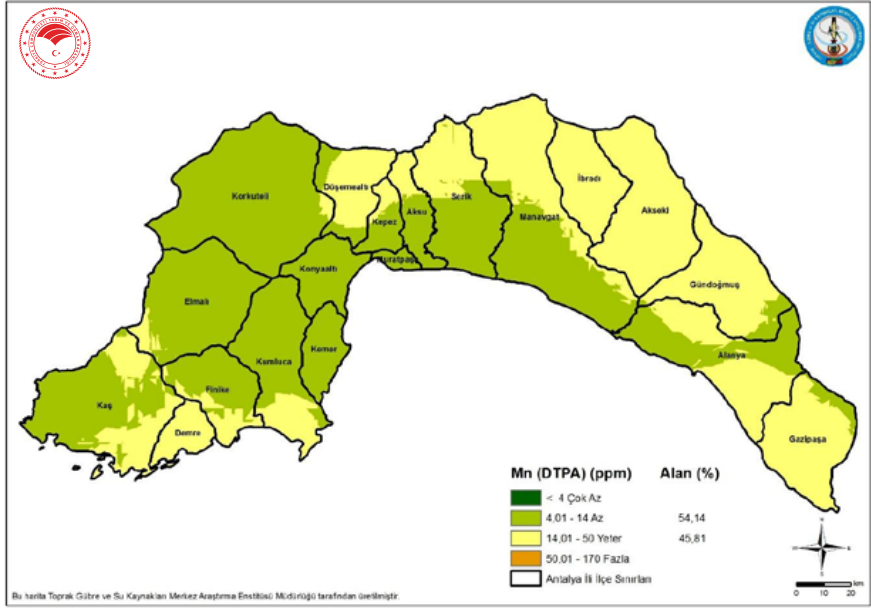 Korkuteli
Döşemealtı
Kepez
Aksu
Serik
Manavgat
İbradı
Akseki
Gündoğmuş
Muratpaşa
Konyaaltı
Elmalı
Kumluca
Kemer
Finike
Kaş
Demre
Alanya
Gazipaşa
Mn (DTPA) (ppm) Alan (%)
< 4 Çok Az
4,01 - 14 Az 54,14
14,01 - 50 Yeter 45,81
50,01 - 170 Fazla
Antalya İli İlçe Sınırları
km
0 10 20
Bu harita Toprak Gübre ve Su Kaynakları Merkez Araştırma Enstitüsü Müdürlüğü tarafından üretilmiştir.